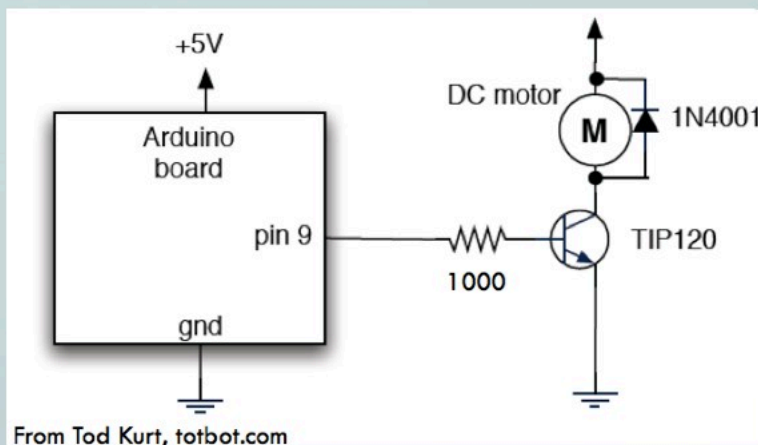 +5V
Arduino
board
pin 9
gnd
1000
DC motor
M
1N4001
TIP120
From Tod Kurt, totbot.com